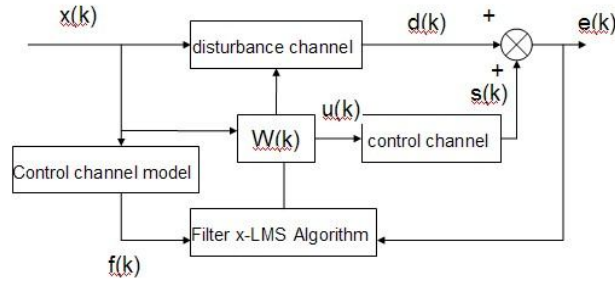 x(k)
disturbance channel
d(k)
+
e(k)
+
s(k)
u(k)
W(k)
control channel
Control channel model
Filter x-LMS Algorithm
f(k)